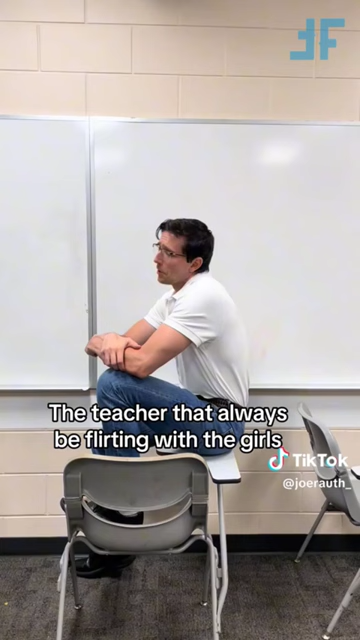 The teacher that always
be flirting with the girls
TikTok
@joerauth_